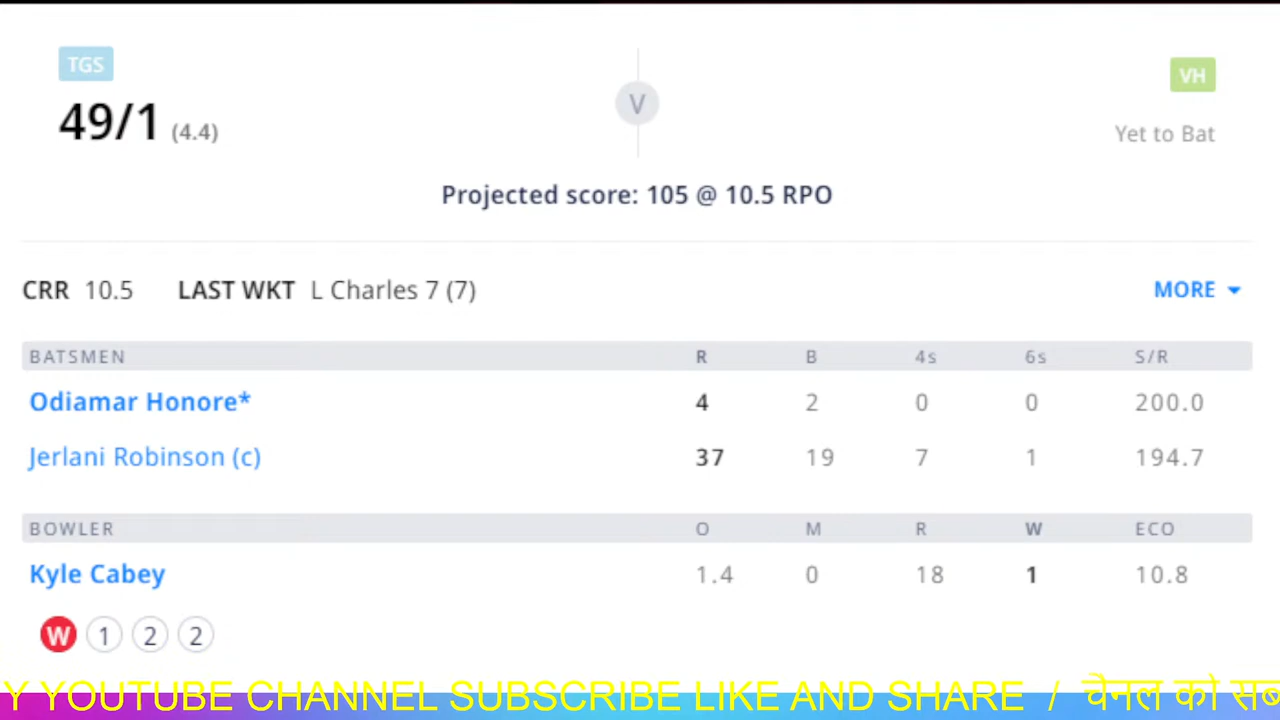 TGS
VH
49/1 (4.4)
V
Yet to Bat
Projected score: 105 @ 10.5 RPO
CRR 10.5 LAST WKT L Charles 7 (7)
MORE
BATSMEN R B 4s 6s S/R
Odiamar Honore* 4 2 0 0 200.0
Jerlani Robinson (c) 37 19 7 1 194.7
BOWLER O M R W ECO
Kyle Cabey 1.4 0 18 1 10.8
W 1 2 2
Y YOUTUBE CHANNEL SUBSCRIBE LIKE AND SHARE / चैनल को सब